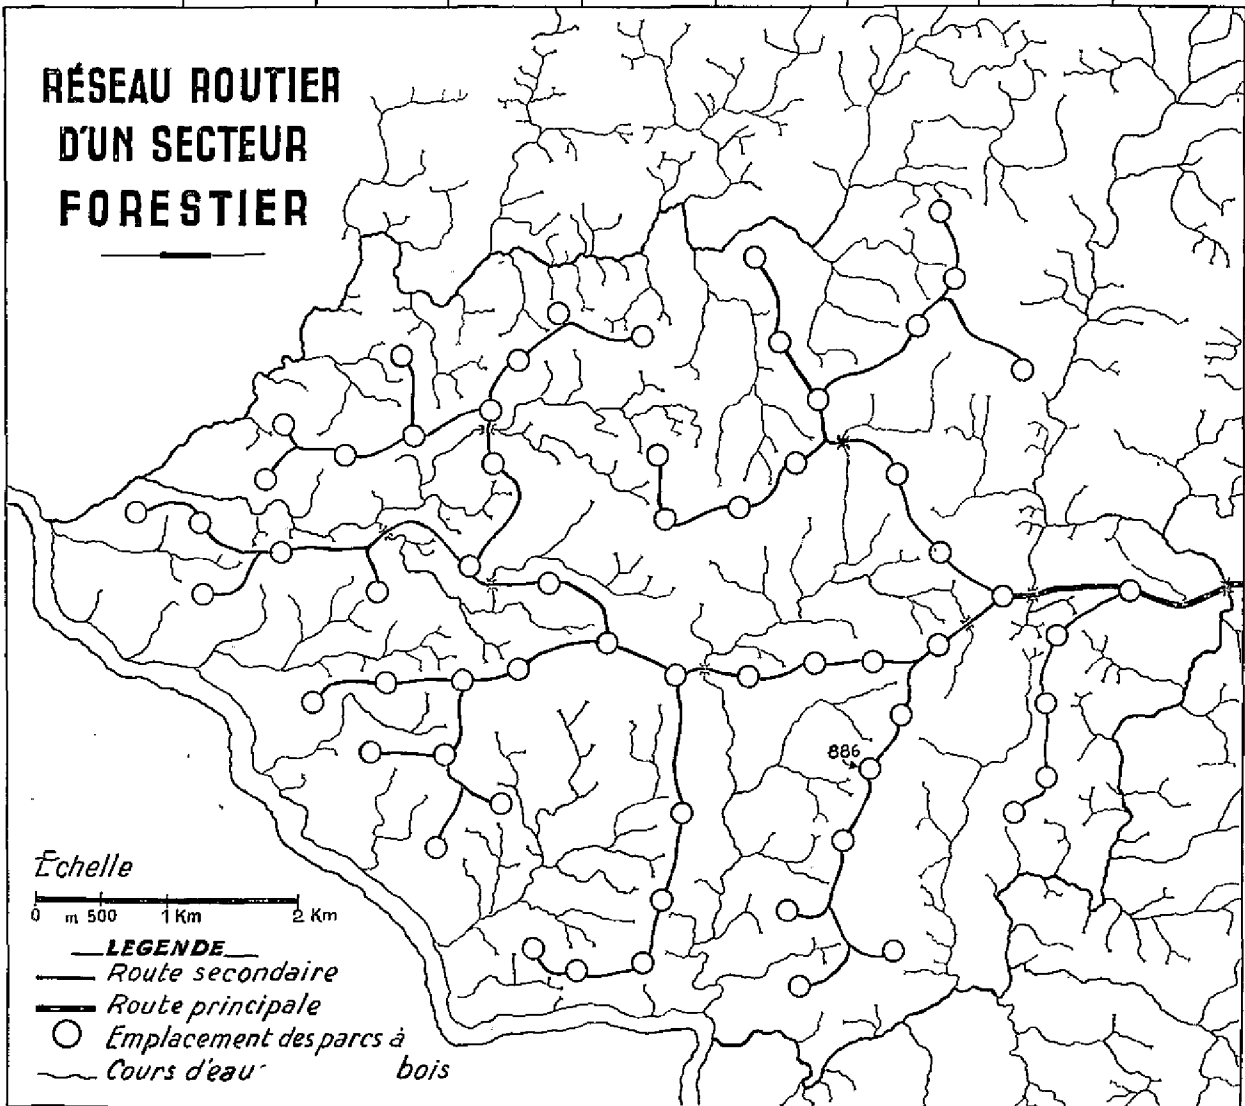 RÉSEAU ROUTIER
D'UN SECTEUR
FORESTIER
886
Echelle
0 m 500 1 Km 2 Km
LEGENDE
Route secondaire
Route principale
Emplacement des parcs à
bois
Cours d'eau